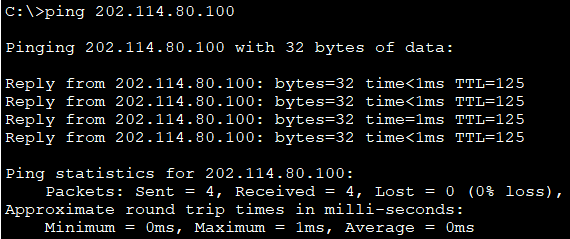 C:\>ping 202.114.80.100
Pinging 202.114.80.100 with 32 bytes of data:
Reply from 202.114.80.100: bytes=32 time<1ms TTL=125
Reply from 202.114.80.100: bytes=32 time<1ms TTL=125
Reply from 202.114.80.100: bytes=32 time=1ms TTL=125
Reply from 202.114.80.100: bytes=32 time<1ms TTL=125
Ping statistics for 202.114.80.100:
    Packets: Sent = 4, Received = 4, Lost = 0 (0% loss),
Approximate round trip times in milli-seconds:
    Minimum = 0ms, Maximum = 1ms, Average = 0ms